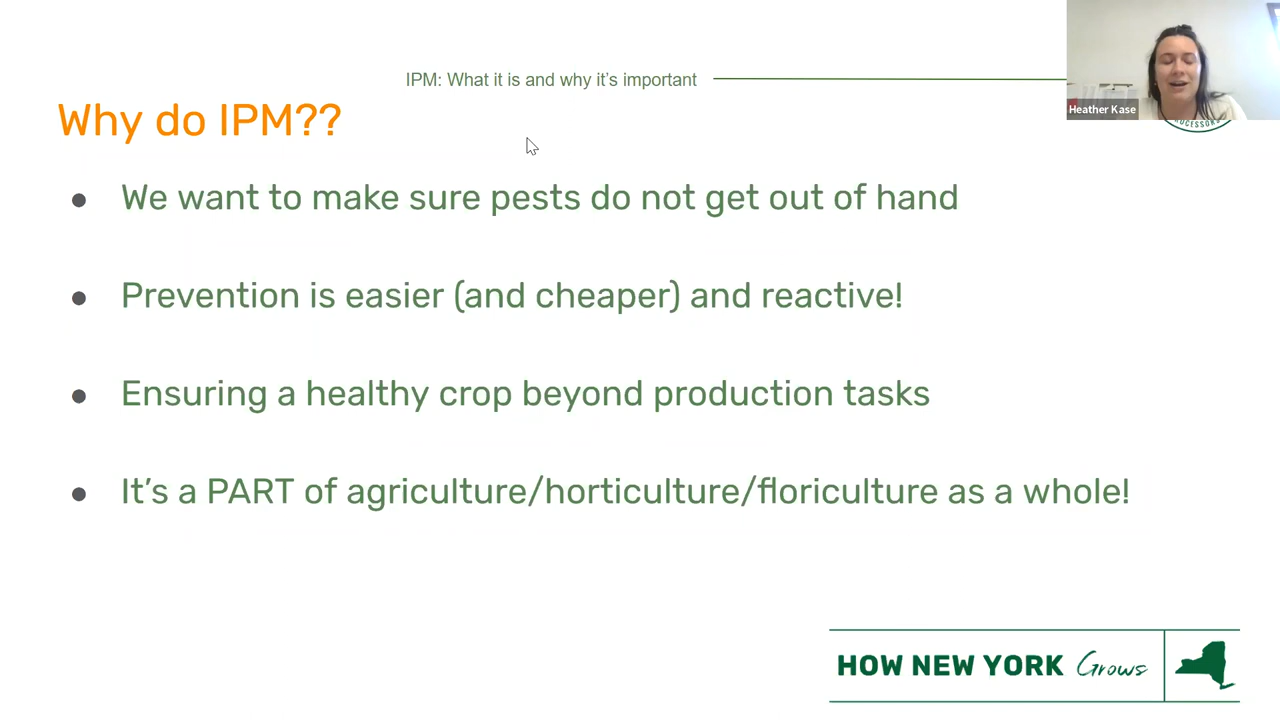 IPM: What it is and why it's important
Heather Kase
Why do IPM??
We want to make sure pests do not get out of hand
Prevention is easier (and cheaper) and reactive!
Ensuring a healthy crop beyond production tasks
It's a PART of agriculture/horticulture/floriculture as a whole!
HOW NEW YORK Grows